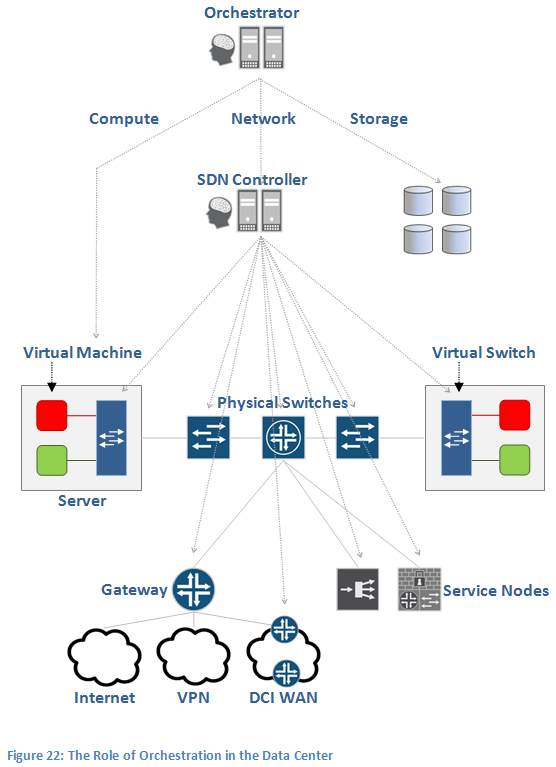 Orchestrator
Compute
Network
Storage
SDN Controller
Virtual Machine
Virtual Switch
Physical Switches
Server
Gateway
Service Nodes
Internet
VPN
DCI WAN
Figure 22: The Role of Orchestration in the Data Center